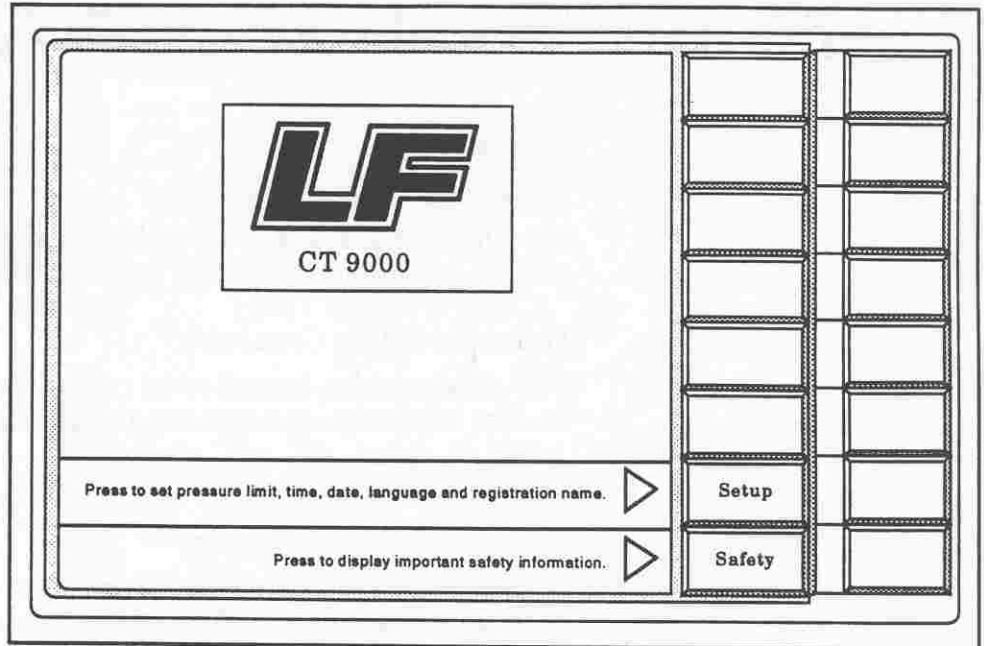 LF
CT 9000
Press to set pressure limit, time, date, language and registration name.
Setup
Press to display important safety information.
Safety